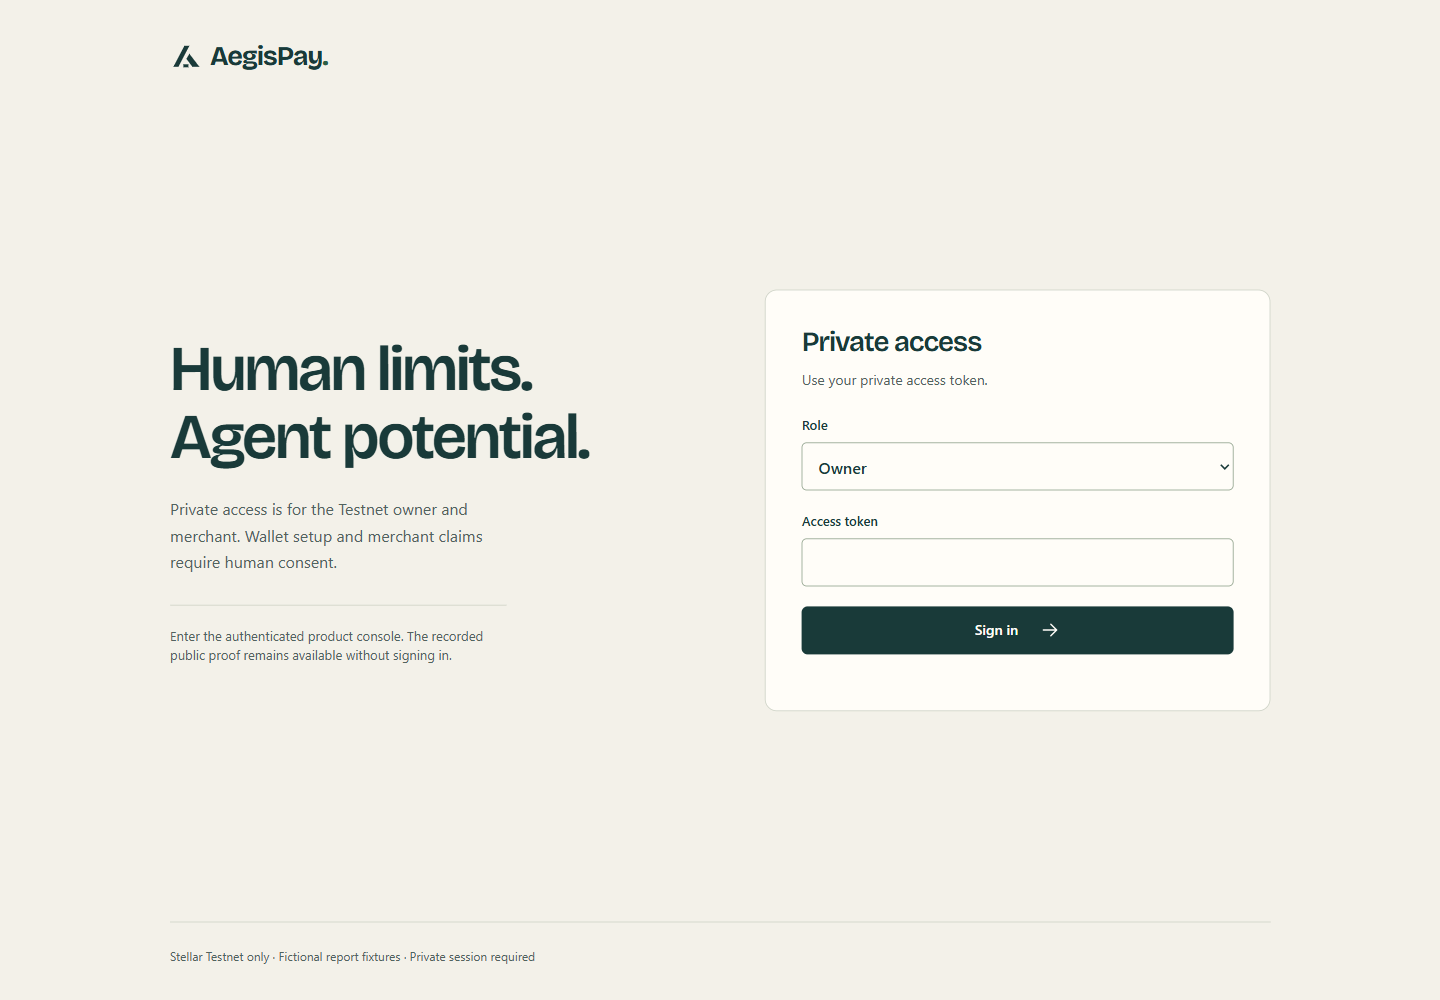 AegisPay.
Human limits.
Agent potential.
Private access is for the Testnet owner and
merchant. Wallet setup and merchant claims
require human consent.
Enter the authenticated product console. The recorded
public proof remains available without signing in.
Private access
Use your private access token.
Role
Owner
Access token
Sign in
Stellar Testnet only · Fictional report fixtures · Private session required